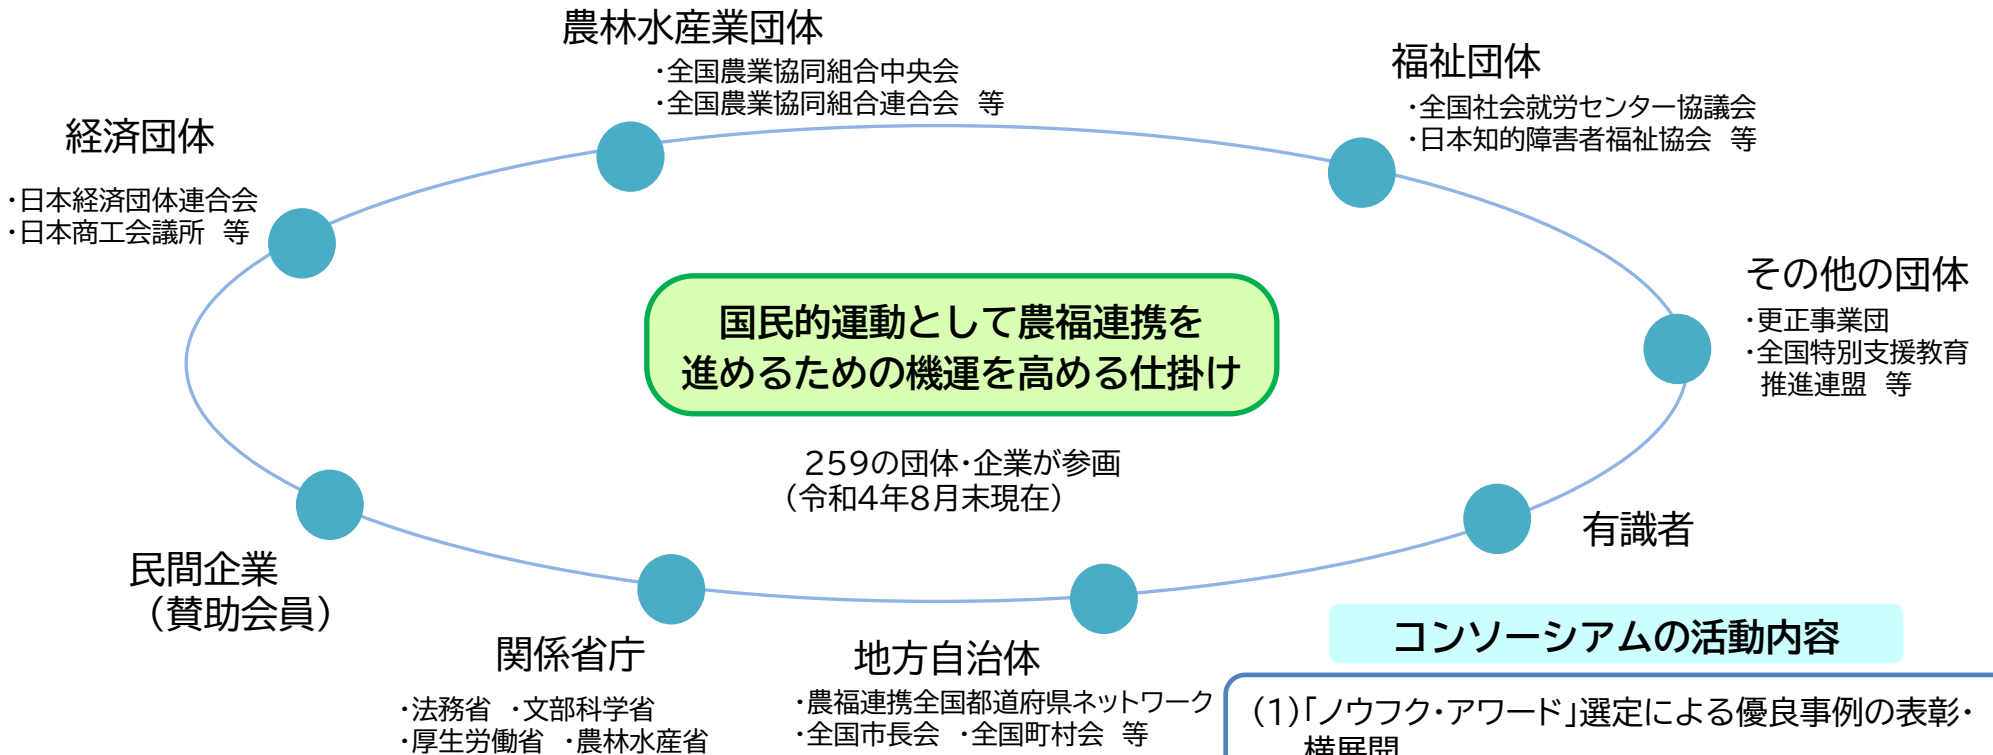 農林水産業団体
・全国農業協同組合中央会
・全国農業協同組合連合会 等
福祉団体
・全国社会就労センター協議会
・日本知的障害者福祉協会 等
経済団体
・日本経済団体連合会
・日本商工会議所 等
その他の団体
・更正事業団
・全国特別支援教育
推進連盟 等
国民的運動として農福連携を
進めるための機運を高める仕掛け
259の団体・企業が参画
（令和4年8月末現在）
有識者
民間企業
（賛助会員）
関係省庁
・法務省 ・文部科学省
・厚生労働省 ・農林水産省
地方自治体
・農福連携全国都道府県ネットワーク
・全国市長会 ・全国町村会 等
コンソーシアムの活動内容
（1）「ノウフク・アワード」選定による優良事例の表彰・
横展開